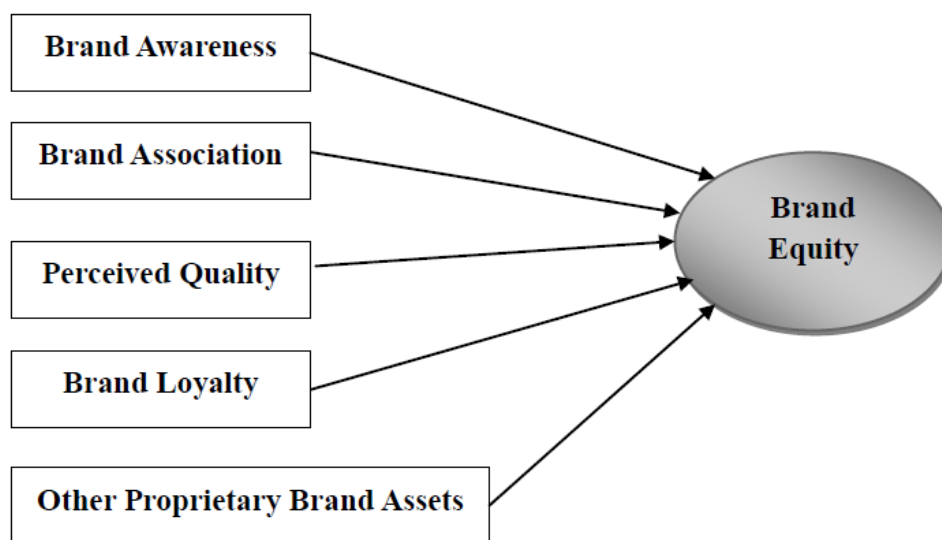 Brand Awareness
Brand Association
Perceived Quality
Brand Loyalty
Other Proprietary Brand Assets
Brand
Equity